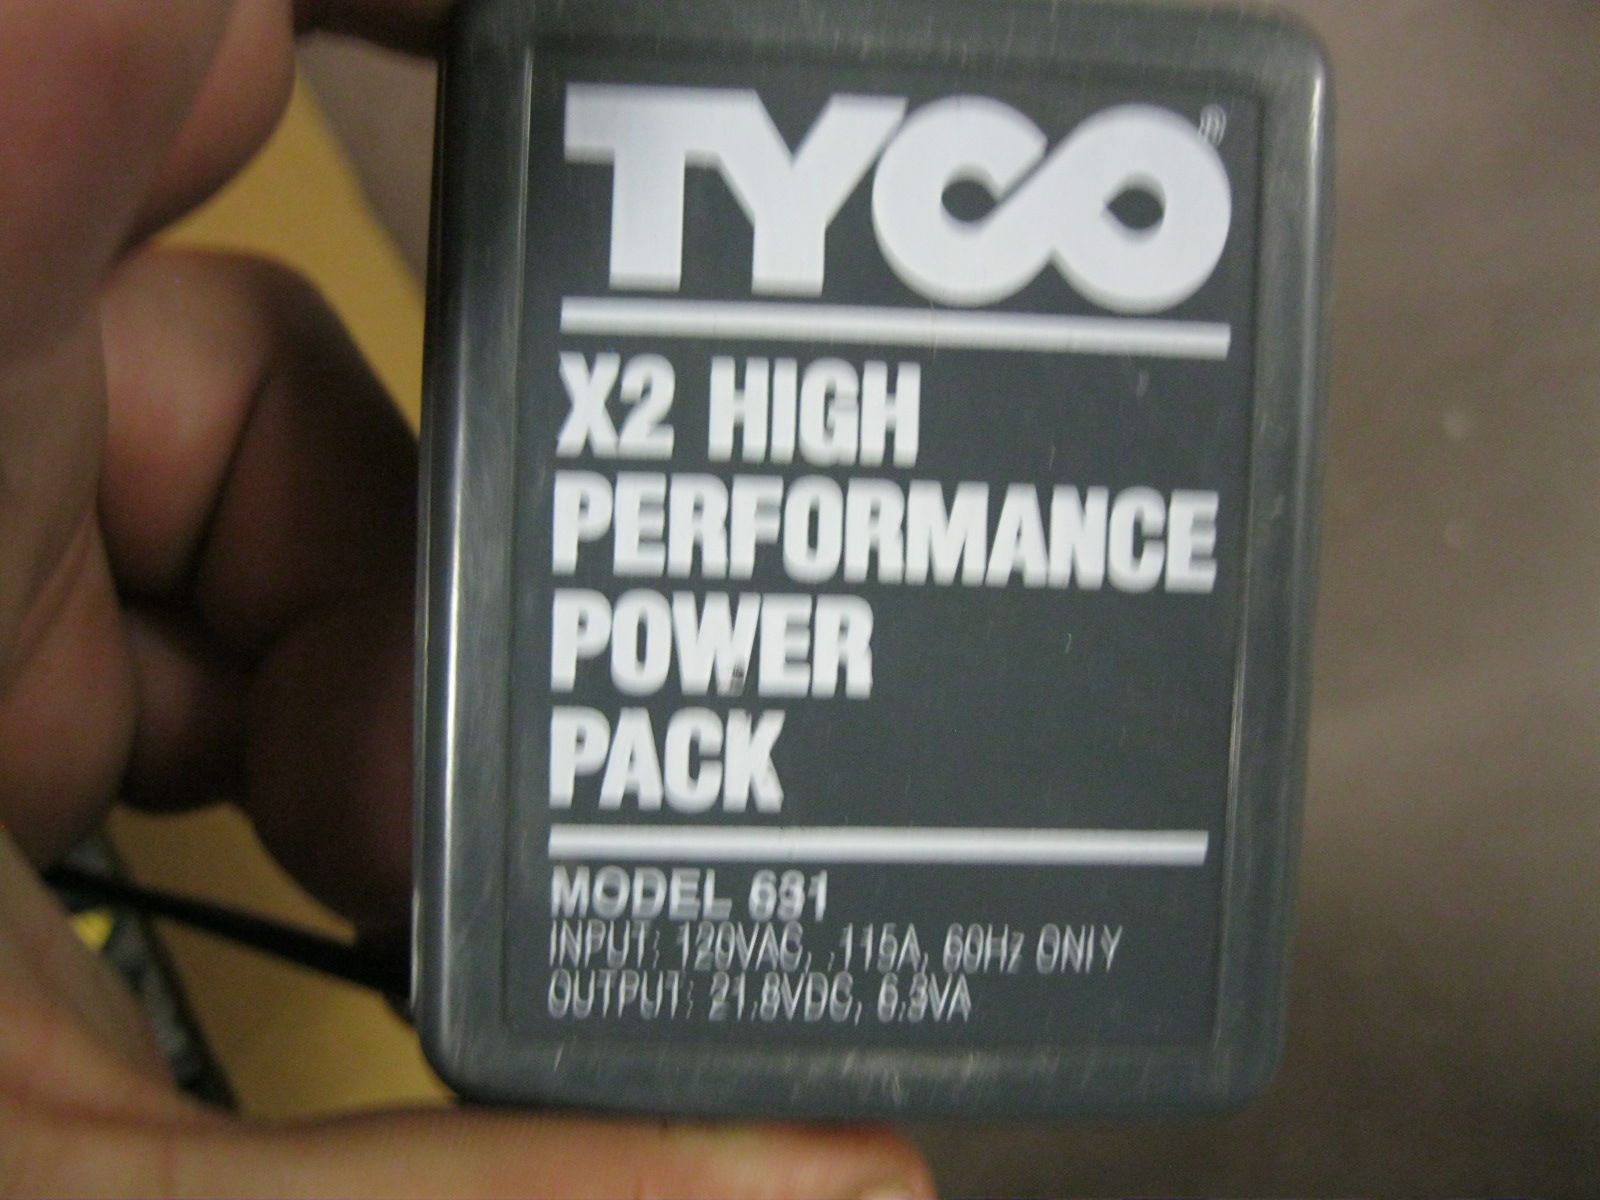 TYCO®
X2 HIGH
PERFORMANCE
POWER
PACK
MODEL 631
INPUT: 120VAC, .115A, 60Hz ONLY
OUTPUT: 21.8VDC, 6.3VA